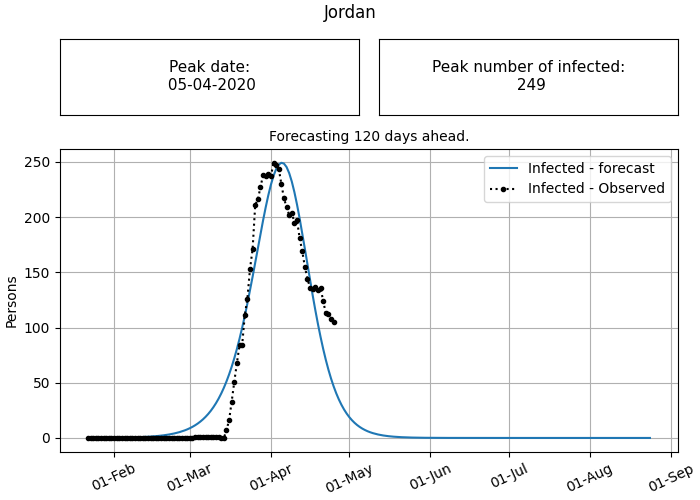 Jordan
Peak date:
05-04-2020
Peak number of infected:
249
Forecasting 120 days ahead.
Infected - forecast
Infected - Observed
Persons
250
200
150
100
50
0
01-Feb
01-Mar
01-Apr
01-May
01-Jun
01-Jul
01-Aug
01-Sep